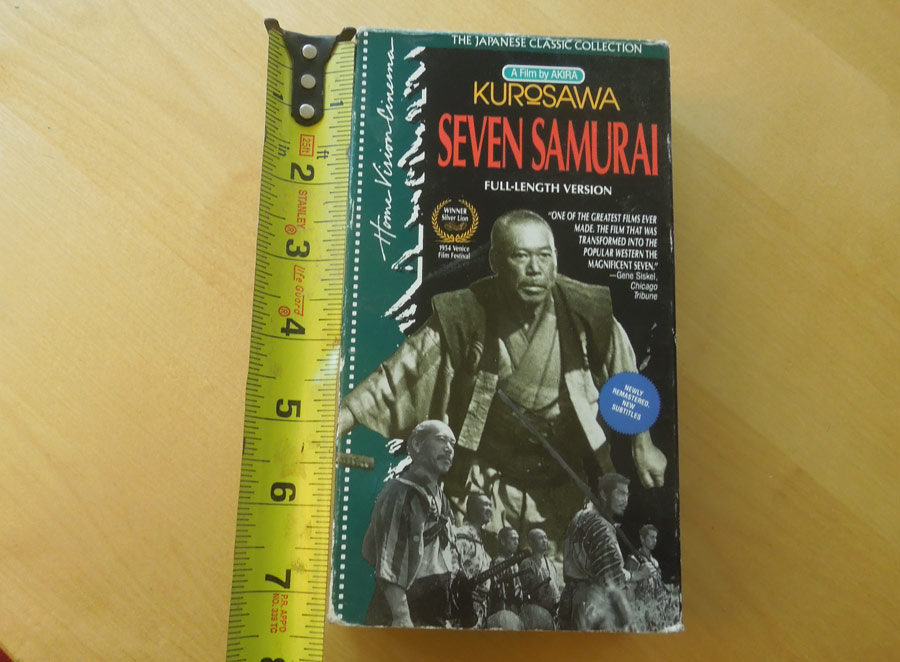 THE JAPANESE CLASSIC COLLECTION
A Film by AKIRA
KUROSAWA
SEVEN SAMURAI
FULL-LENGTH VERSION
Home Vision Cinema
WINNER
Silver Lion
1954 Venice
Film Festival
"ONE OF THE GREATEST FILMS EVER
MADE. THE FILM THAT WAS
TRANSFORMED INTO THE
POPULAR WESTERN THE
MAGNIFICENT SEVEN."
—Gene Siskel,
Chicago
Tribune
NEWLY
REMASTERED,
NEW
SUBTITLES
1
1
in
ft
2
STANLEY®
3
life Guard®
4
5
6
7
8